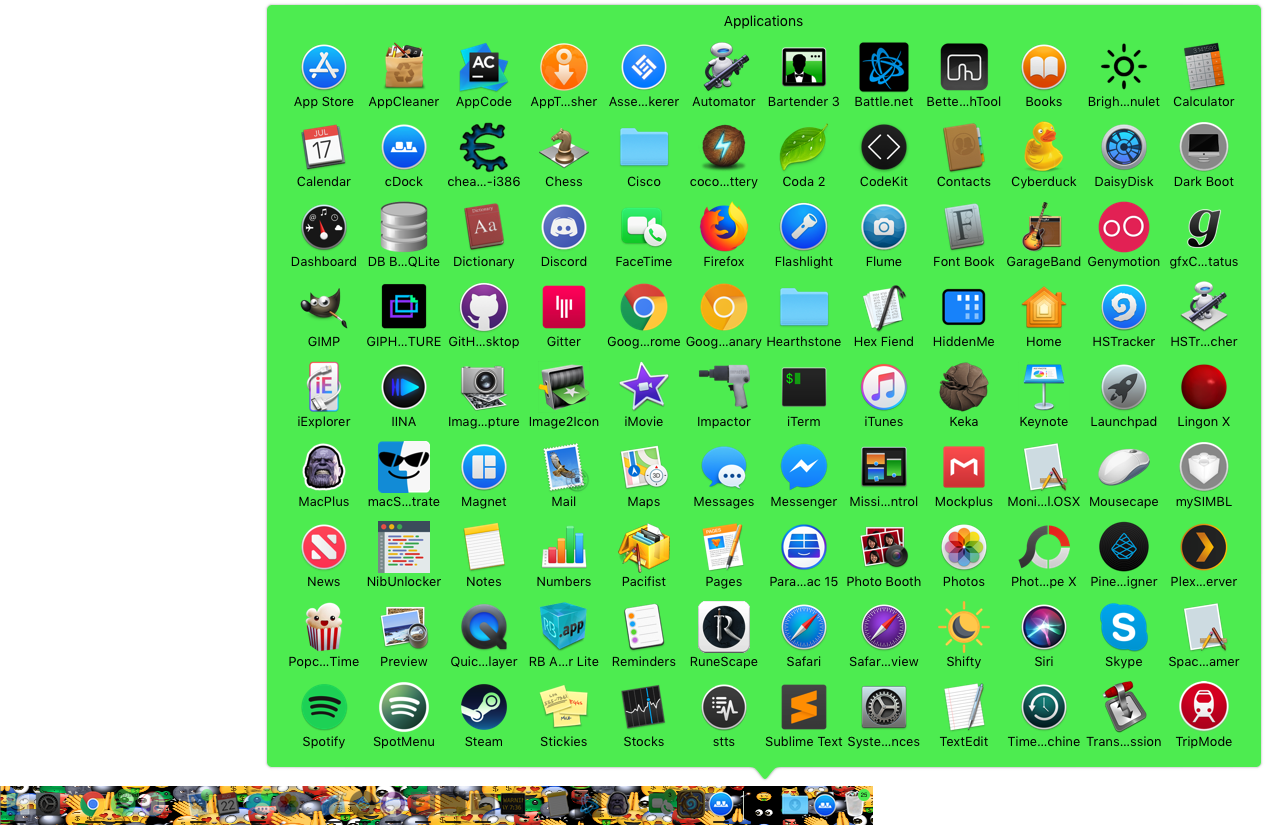 Applications
App Store AppCleaner AppCode AppT...sher Asse...kerer Automator Bartender 3 Battle.net Bette...hTool Books Brigh...nulet Calculator
Calendar cDock chea...-i386 Chess Cisco coco...ttery Coda 2 CodeKit Contacts Cyberduck DaisyDisk Dark Boot
Dashboard DB B...QLite Dictionary Discord FaceTime Firefox Flashlight Flume Font Book GarageBand Genymotion gfxC...tatus
GIMP GIPH...TURE GitH...sktop Gitter Goog...rome Goog...anary Hearthstone Hex Fiend HiddenMe Home HSTracker HSTr...cher
iExplorer IINA Imag...pture Image2Icon iMovie Impactor iTerm iTunes Keka Keynote Launchpad Lingon X
MacPlus macS...trate Magnet Mail Maps Messages Messenger Missi...ntrol Mockplus Moni...l.OSX Mousecape mySIMBL
News NibUnlocker Notes Numbers Pacifist Pages Para...ac 15 Photo Booth Photos Phot...pe X Pine...igner Plex...erver
Popc...Time Preview Quic...layer RB A...r Lite Reminders RuneScape Safari Safar...view Shifty Siri Skype Spac...amer
Spotify SpotMenu Steam Stickies Stocks stts Sublime Text Syste...nces TextEdit Time...chine Trans...ssion TripMode